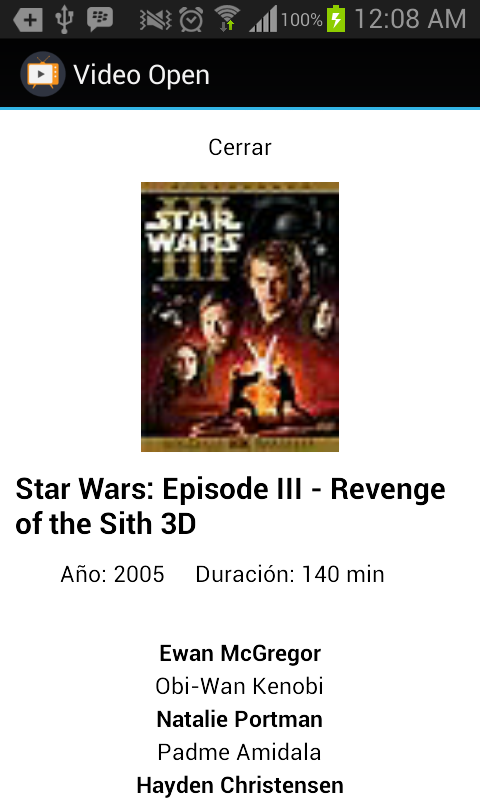 100% 12:08 AM
Video Open
Cerrar
STAR
WARS
III
Star Wars: Episode III - Revenge
of the Sith 3D
Año: 2005 Duración: 140 min
Ewan McGregor
Obi-Wan Kenobi
Natalie Portman
Padme Amidala
Hayden Christensen